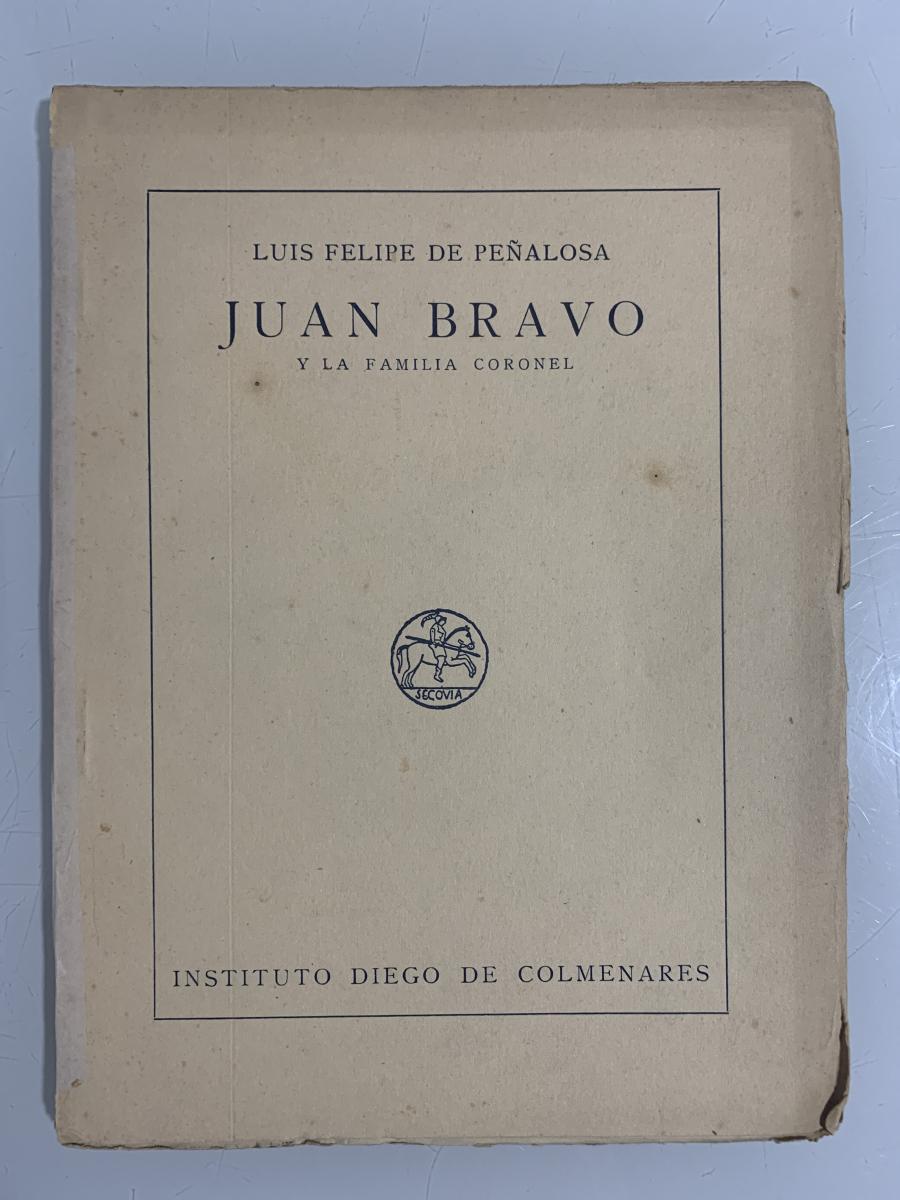 LUIS FELIPE DE PEÑALOSA
JUAN BRAVO
Y LA FAMILIA CORONEL
SEGOVIA
INSTITUTO DIEGO DE COLMENARES